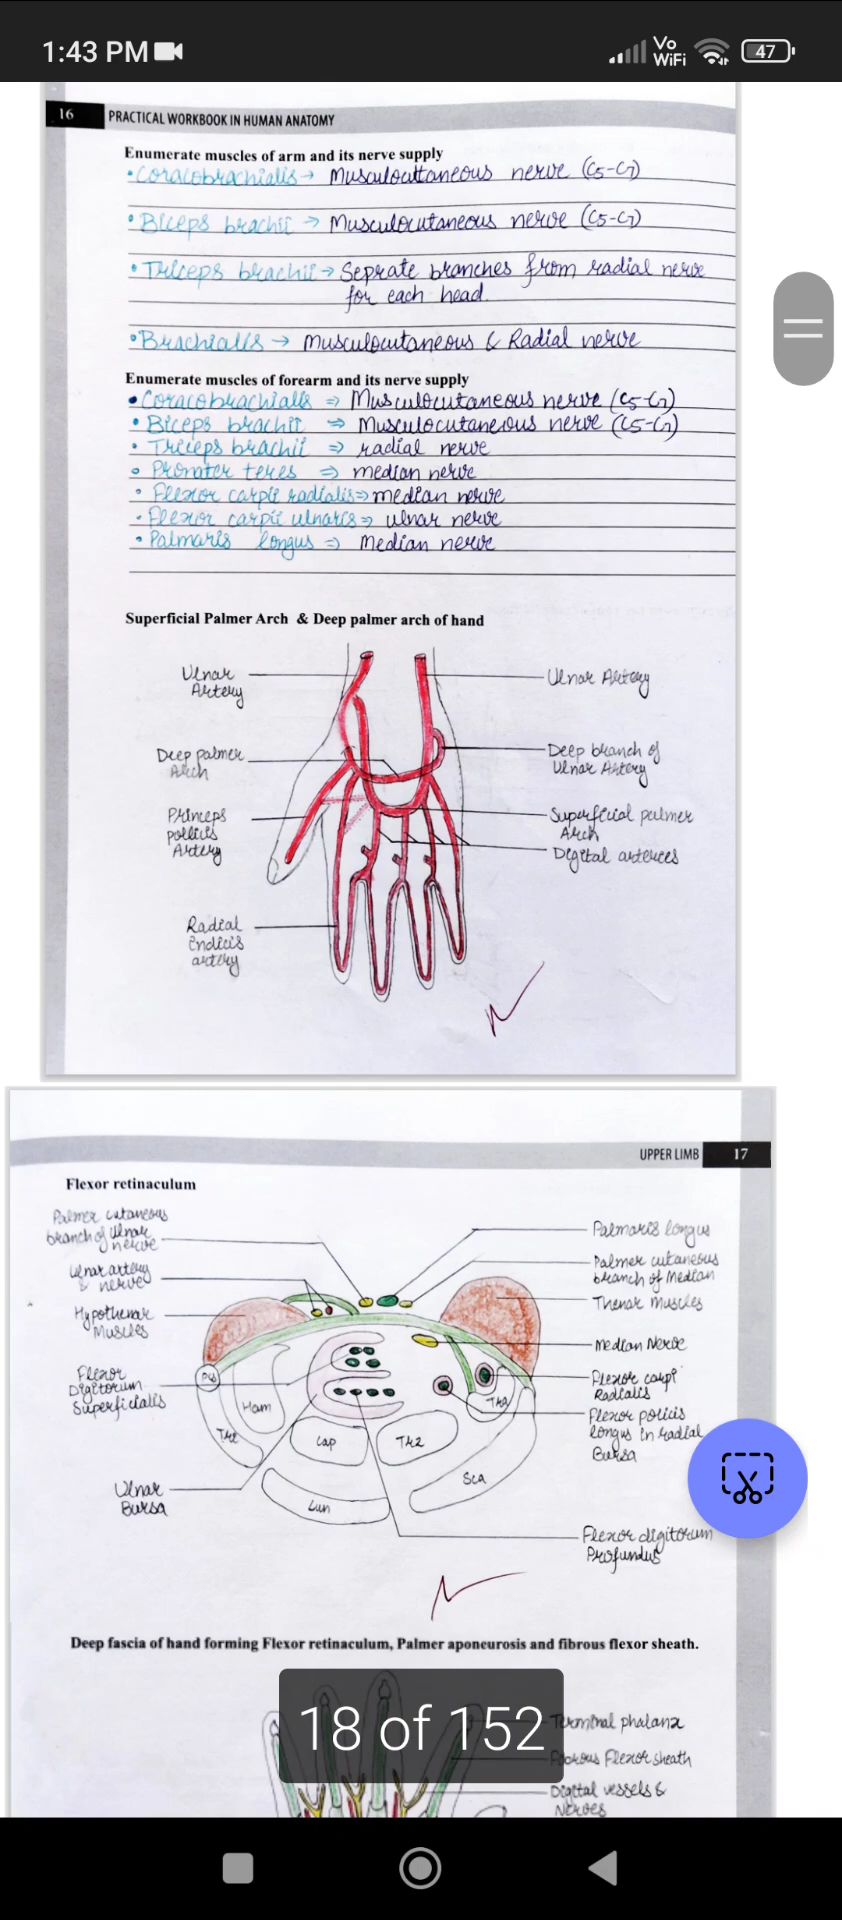 1:43 PM
Vo
WiFi
47
16 PRACTICAL WORKBOOK IN HUMAN ANATOMY
Enumerate muscles of arm and its nerve supply
• Coracobrachialis → Musculocuttaneous nerve (C5-C7)
• Biceps brachii → Musculocutaneous nerve (C5-C7)
• Triceps brachii → Seprate branches from radial nerve
for each head.
• Brachialis → Musculocutaneous & Radial nerve
Enumerate muscles of forearm and its nerve supply
• Coracobrachialis ⇒ Musculocutaneous nerve (C5-C7)
• Biceps brachii ⇒ Musculocutaneous nerve (C5-C7)
• Triceps brachii ⇒ radial nerve
• Pronater teres ⇒ median nerve
• Flexor carpii radialis ⇒ median nerve
• Flexor carpii ulnaris ⇒ ulnar nerve
• Palmaris longus ⇒ Median nerve
Superficial Palmer Arch & Deep palmer arch of hand
Ulnar
Artery
Deep palmer
Arch
Princeps
pollicis
Artery
Radial
indicis
artery
Ulnar Artery
Deep branch of
Ulnar Artery
Superficial palmer
Arch
Digital arteries
UPPER LIMB 17
Flexor retinaculum
Palmer cutaneous
branch of Ulnar
nerve
Ulnar artery
& nerve
Hypothenar
Muscles
Flexor
Digitorum
Superficialis
Ulnar
Bursa
Palmaris longus
Palmer cutaneous
branch of Median
Thenar Muscles
Median Nerve
Flexor carpi
Radialis
Flexor policis
longus in radial
Bursa
Flexor digitorum
Profundus
Pis
Ham
Cap
Lun
Sca
Deep fascia of hand forming Flexor retinaculum, Palmer aponeurosis and fibrous flexor sheath.
18 of 152
Terminal phalanx
Flexor sheath
Digital vessels &
Nerves